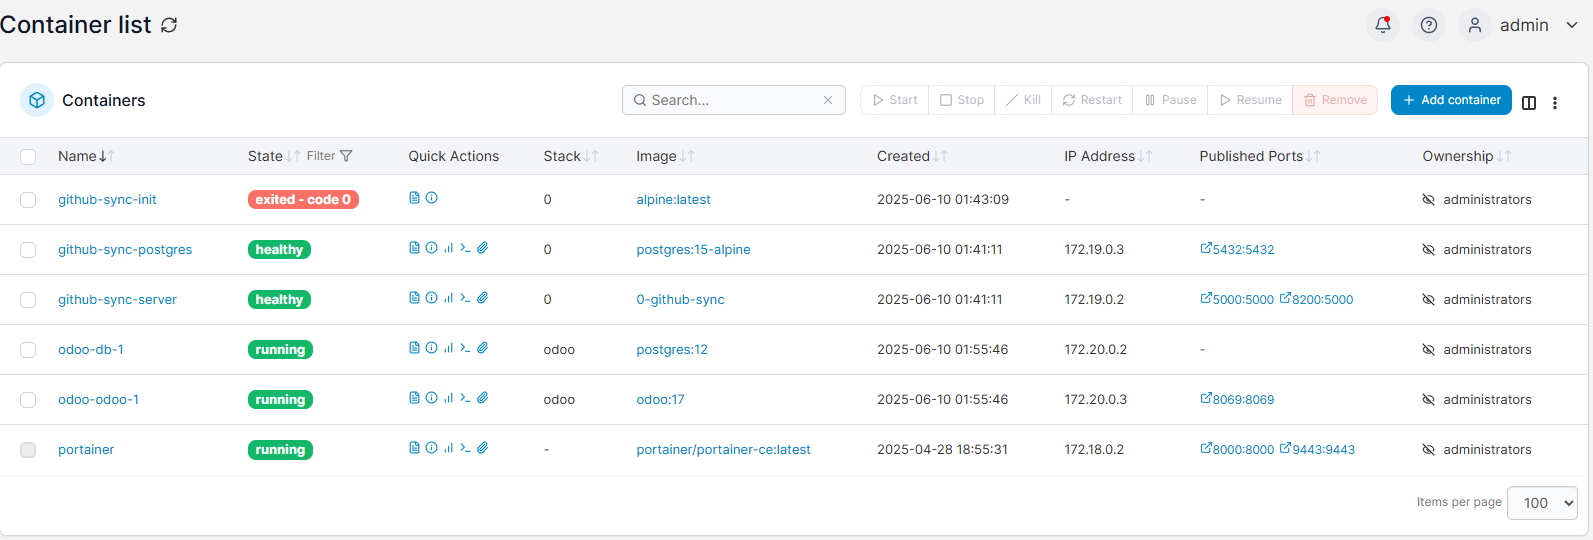 Container list
admin
Containers
Search...
Start Stop Kill Restart Pause Resume Remove
+ Add container
Name State Filter Quick Actions Stack Image Created IP Address Published Ports Ownership
github-sync-init exited - code 0 0 alpine:latest 2025-06-10 01:43:09 - - administrators
github-sync-postgres healthy 0 postgres:15-alpine 2025-06-10 01:41:11 172.19.0.3 5432:5432 administrators
github-sync-server healthy 0 0-github-sync 2025-06-10 01:41:11 172.19.0.2 5000:5000 8200:5000 administrators
odoo-db-1 running odoo postgres:12 2025-06-10 01:55:46 172.20.0.2 - administrators
odoo-odoo-1 running odoo odoo:17 2025-06-10 01:55:46 172.20.0.3 8069:8069 administrators
portainer running - portainer/portainer-ce:latest 2025-04-28 18:55:31 172.18.0.2 8000:8000 9443:9443 administrators
Items per page 100